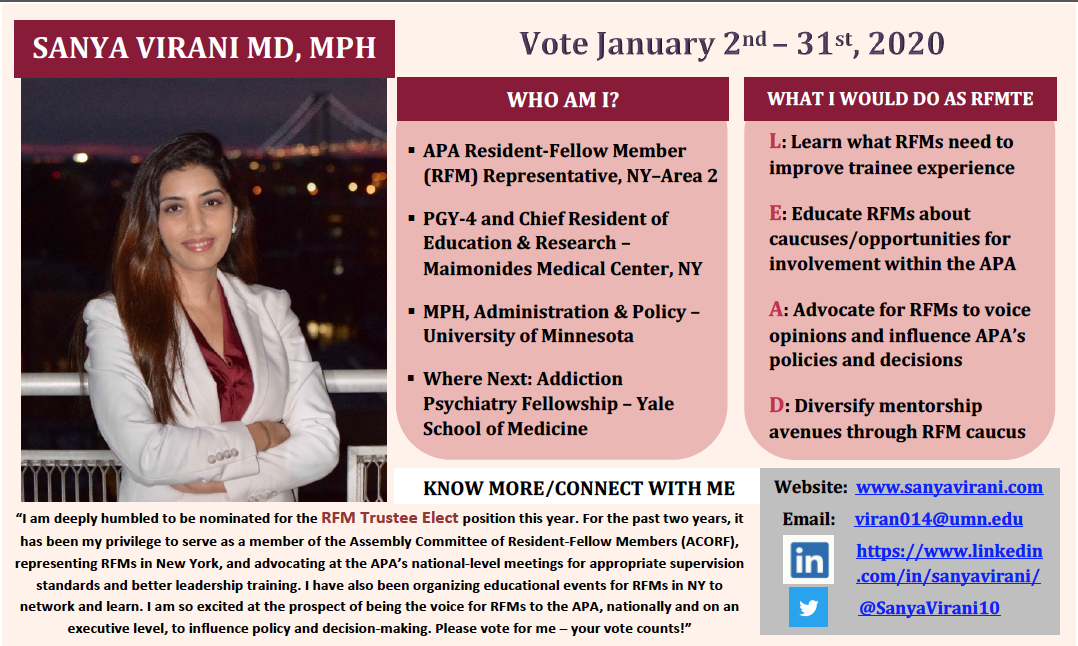 SANYA VIRANI MD, MPH
Vote January 2nd – 31st, 2020
WHO AM I?
▪ APA Resident-Fellow Member
(RFM) Representative, NY–Area 2
▪ PGY-4 and Chief Resident of
Education & Research –
Maimonides Medical Center, NY
▪ MPH, Administration & Policy –
University of Minnesota
▪ Where Next: Addiction
Psychiatry Fellowship – Yale
School of Medicine
WHAT I WOULD DO AS RFMTE
L: Learn what RFMs need to
improve trainee experience
E: Educate RFMs about
caucuses/opportunities for
involvement within the APA
A: Advocate for RFMs to voice
opinions and influence APA’s
policies and decisions
D: Diversify mentorship
avenues through RFM caucus
“I am deeply humbled to be nominated for the RFM Trustee Elect position this year. For the past two years, it
has been my privilege to serve as a member of the Assembly Committee of Resident-Fellow Members (ACORF),
representing RFMs in New York, and advocating at the APA’s national-level meetings for appropriate supervision
standards and better leadership training. I have also been organizing educational events for RFMs in NY to
network and learn. I am so excited at the prospect of being the voice for RFMs to the APA, nationally and on an
executive level, to influence policy and decision-making. Please vote for me – your vote counts!”
KNOW MORE/CONNECT WITH ME
Website: www.sanyavirani.com
Email: viran014@umn.edu
in https://www.linkedin
.com/in/sanyavirani/
@SanyaVirani10